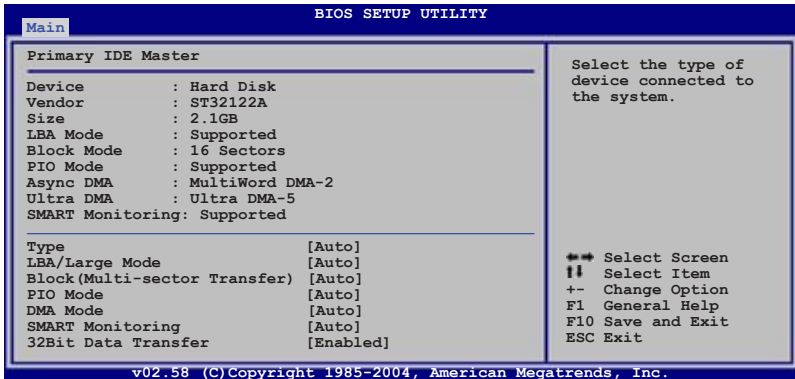 BIOS SETUP UTILITY
Main
Primary IDE Master
Device : Hard Disk
Vendor : ST32122A
Size : 2.1GB
LBA Mode : Supported
Block Mode : 16 Sectors
PIO Mode : Supported
Async DMA : MultiWord DMA-2
Ultra DMA : Ultra DMA-5
SMART Monitoring: Supported
Type [Auto]
LBA/Large Mode [Auto]
Block(Multi-sector Transfer) [Auto]
PIO Mode [Auto]
DMA Mode [Auto]
SMART Monitoring [Auto]
32Bit Data Transfer [Enabled]
Select the type of
device connected to
the system.
Select Screen
Select Item
+- Change Option
F1 General Help
F10 Save and Exit
ESC Exit
v02.58 (C)Copyright 1985-2004, American Megatrends, Inc.